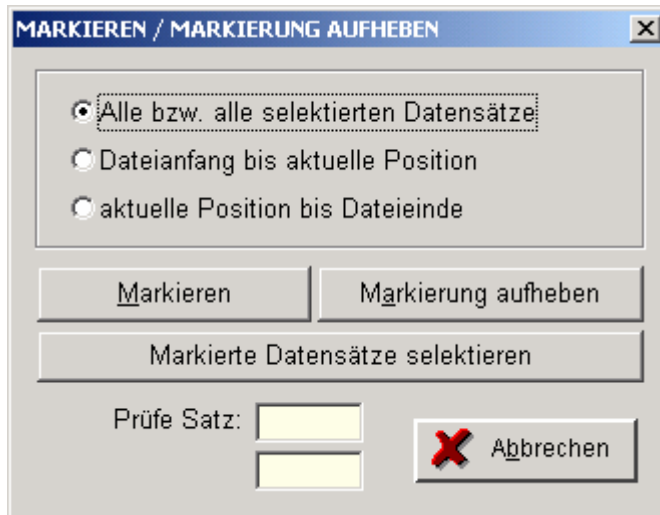 MARKIEREN / MARKIERUNG AUFHEBEN
Alle bzw. alle selektierten Datensätze
Dateianfang bis aktuelle Position
aktuelle Position bis Dateieinde
Markieren
Markierung aufheben
Markierte Datensätze selektieren
Prüfe Satz:
Abbrechen